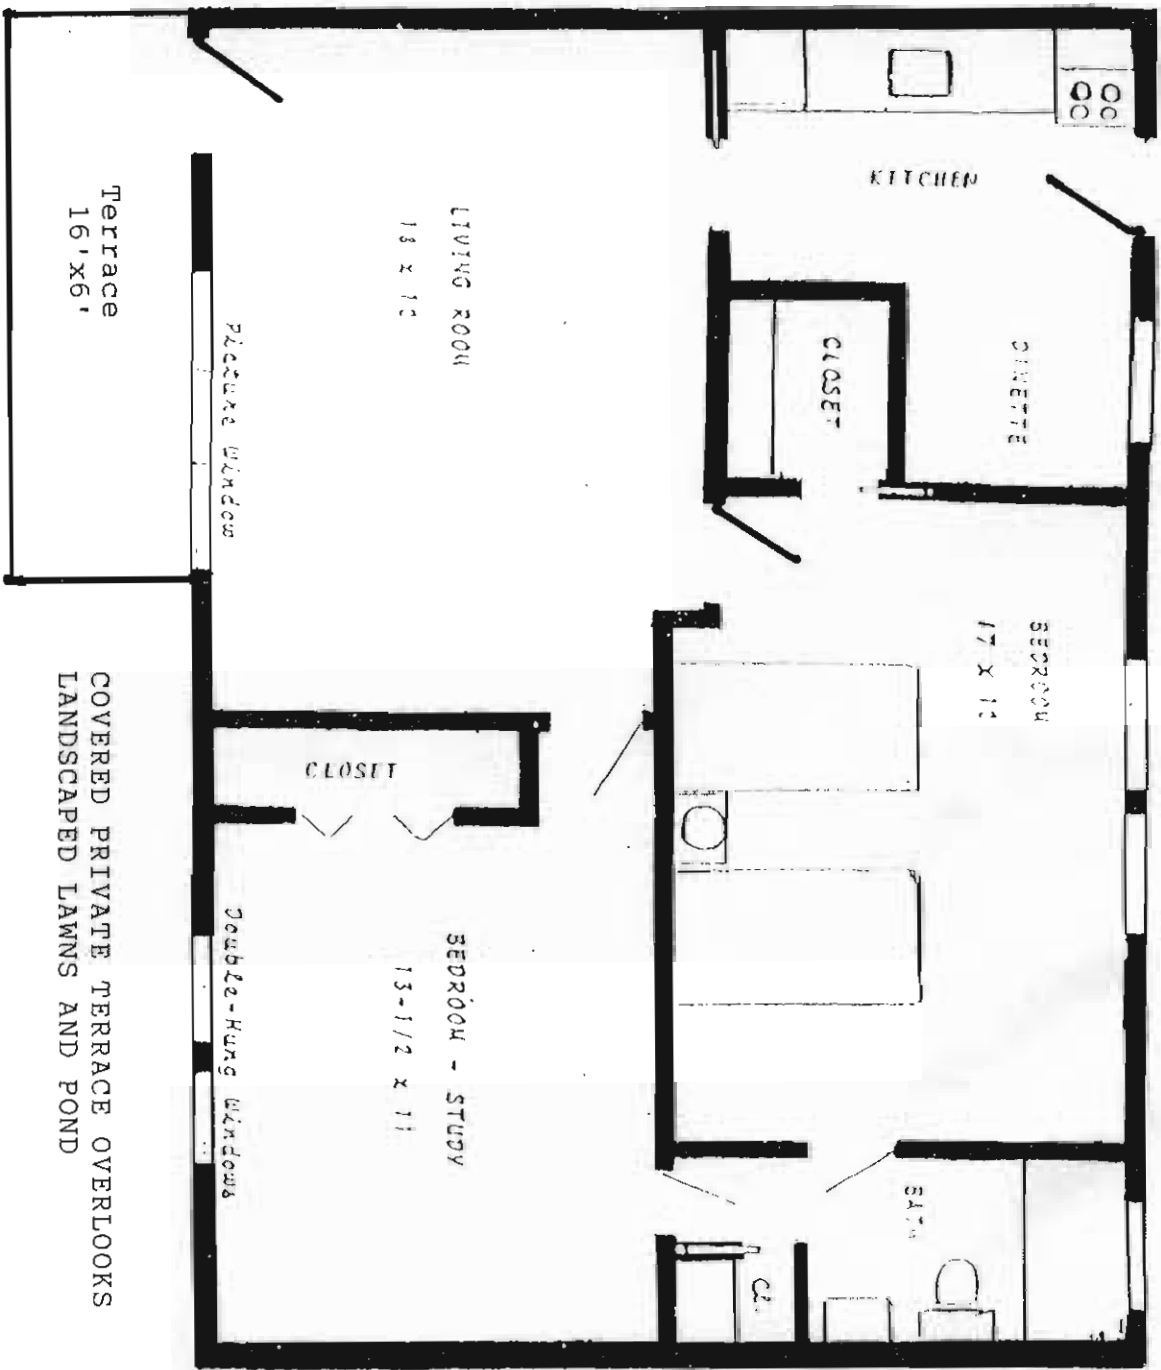 KITCHEN
DINETTE
CLOSET
LIVING ROOM
Terrace
16'x6'
Picture Window
BEDROOM
CLOSET
BEDROOM - STUDY
13-1/2 x 11
Double-Hung Windows
BATH
CL.
COVERED PRIVATE TERRACE OVERLOOKS
LANDSCAPED LAWNS AND POND